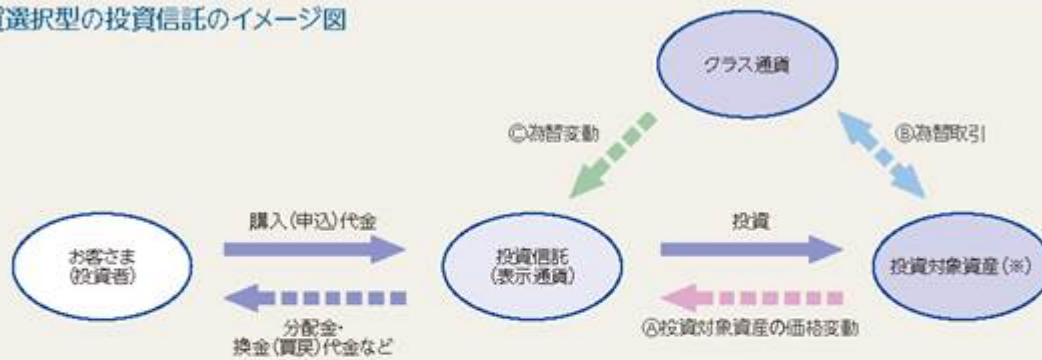 選択型の投資信託のイメージ図
クラス通貨
Ⓒ為替変動
Ⓑ為替取引
購入(申込)代金
投資
お客さま
(投資者)
投資信託
(表示通貨)
投資対象資産(※)
分配金・
換金(買戻)代金など
Ⓐ投資対象資産の価格変動